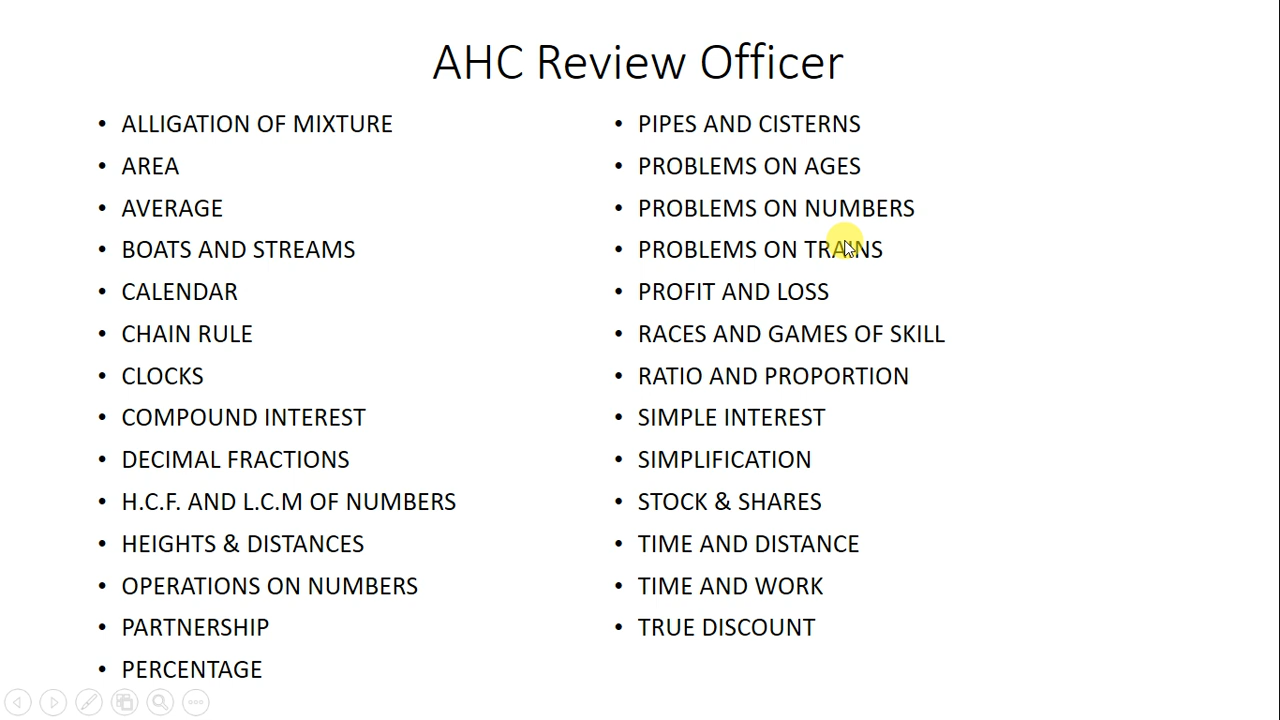 AHC Review Officer
• ALLIGATION OF MIXTURE
• AREA
• AVERAGE
• BOATS AND STREAMS
• CALENDAR
• CHAIN RULE
• CLOCKS
• COMPOUND INTEREST
• DECIMAL FRACTIONS
• H.C.F. AND L.C.M OF NUMBERS
• HEIGHTS & DISTANCES
• OPERATIONS ON NUMBERS
• PARTNERSHIP
• PERCENTAGE
• PIPES AND CISTERNS
• PROBLEMS ON AGES
• PROBLEMS ON NUMBERS
• PROBLEMS ON TRAINS
• PROFIT AND LOSS
• RACES AND GAMES OF SKILL
• RATIO AND PROPORTION
• SIMPLE INTEREST
• SIMPLIFICATION
• STOCK & SHARES
• TIME AND DISTANCE
• TIME AND WORK
• TRUE DISCOUNT